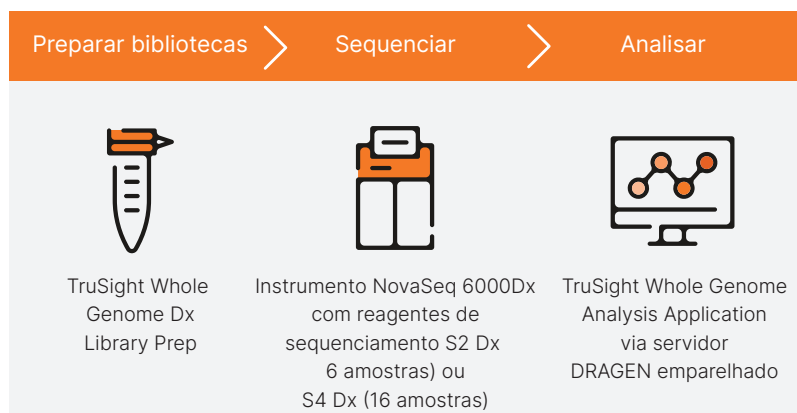 Preparar bibliotecas
Sequenciar
Analisar
TruSight Whole
Genome Dx
Library Prep
Instrumento NovaSeq 6000Dx
com reagentes de
sequenciamento S2 Dx
6 amostras) ou
S4 Dx (16 amostras)
TruSight Whole Genome
Analysis Application
via servidor
DRAGEN emparelhado